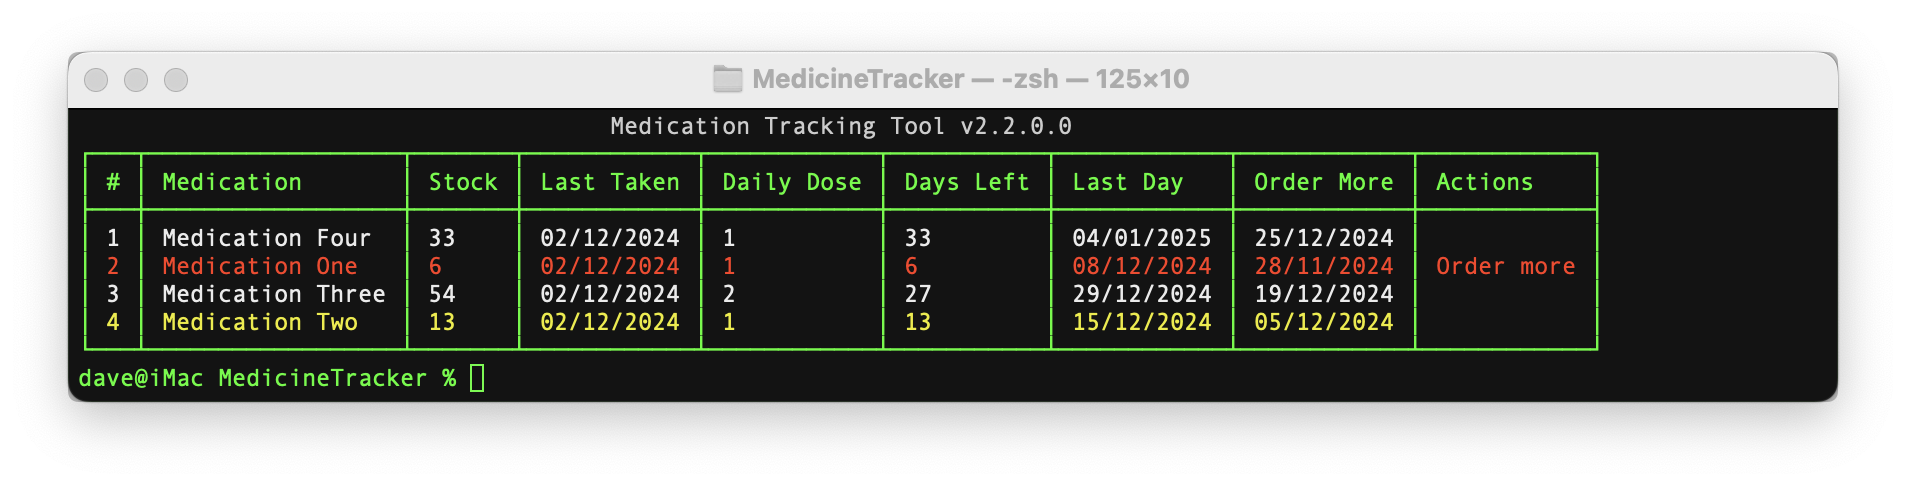 MedicineTracker — -zsh — 125×10
Medication Tracking Tool v2.2.0.0
# Medication Stock Last Taken Daily Dose Days Left Last Day Order More Actions
1 Medication Four 33 02/12/2024 1 33 04/01/2025 25/12/2024
2 Medication One 6 02/12/2024 1 6 08/12/2024 28/11/2024 Order more
3 Medication Three 54 02/12/2024 2 27 29/12/2024 19/12/2024
4 Medication Two 13 02/12/2024 1 13 15/12/2024 05/12/2024
dave@iMac MedicineTracker %